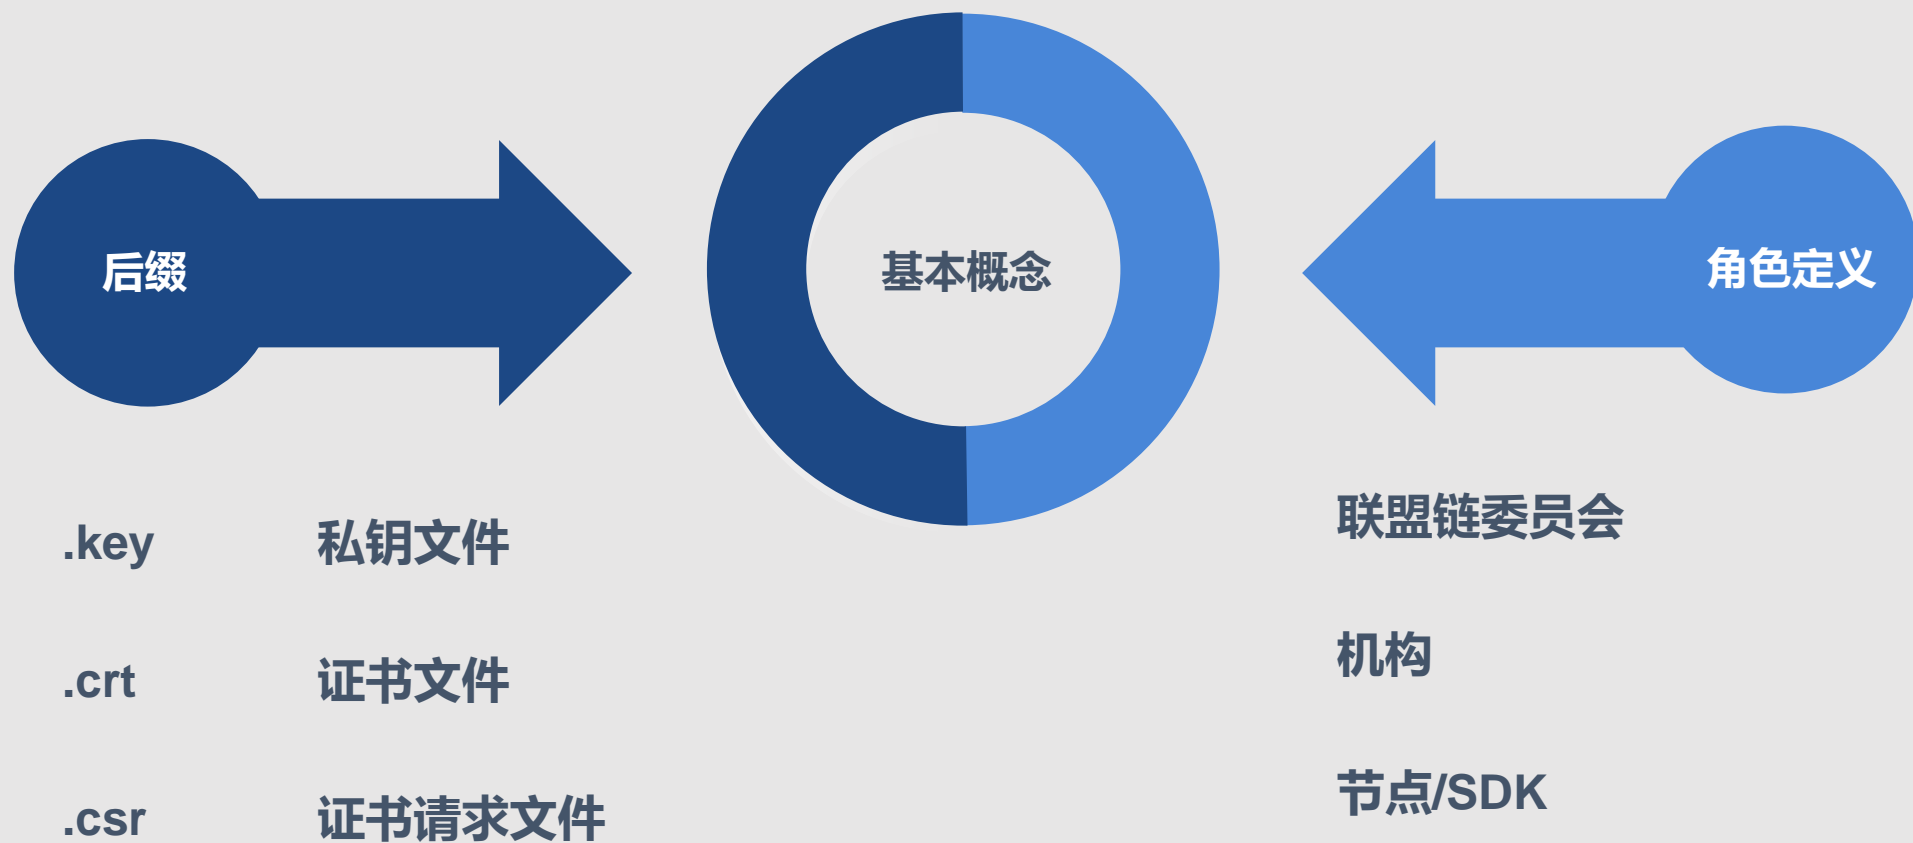 后缀
基本概念
角色定义
.key 私钥文件
.crt 证书文件
.csr 证书请求文件
联盟链委员会
机构
节点/SDK